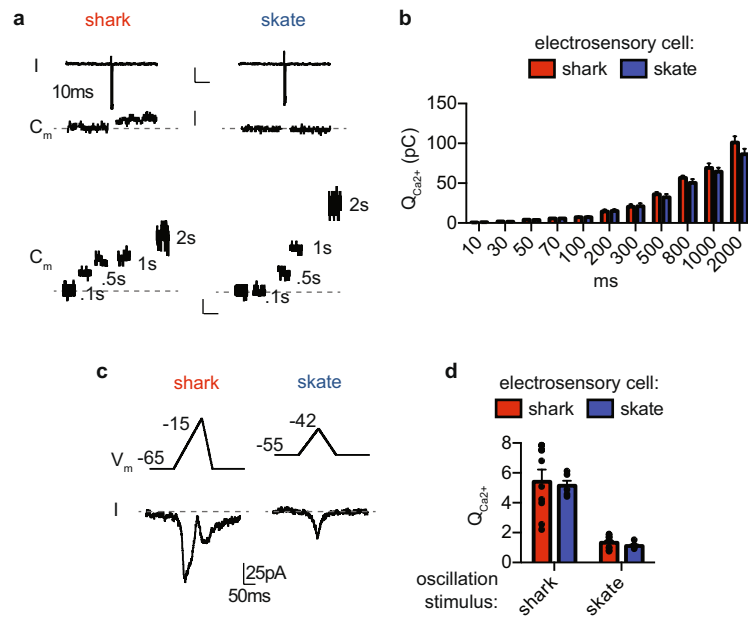 a
shark skate
I
10ms
Cm
Cm
.1s .5s 1s 2s
.1s .5s 1s 2s
b
electrosensory cell:
shark skate
QCa2+ (pC)
150
100
50
0
10 30 50 70 100 200 300 500 800 1000 2000
ms
c
shark skate
-15 -42
-65 -55
Vm
I
25pA
50ms
d
electrosensory cell:
shark skate
QCa2+
8
6
4
2
0
oscillation
stimulus:
shark skate